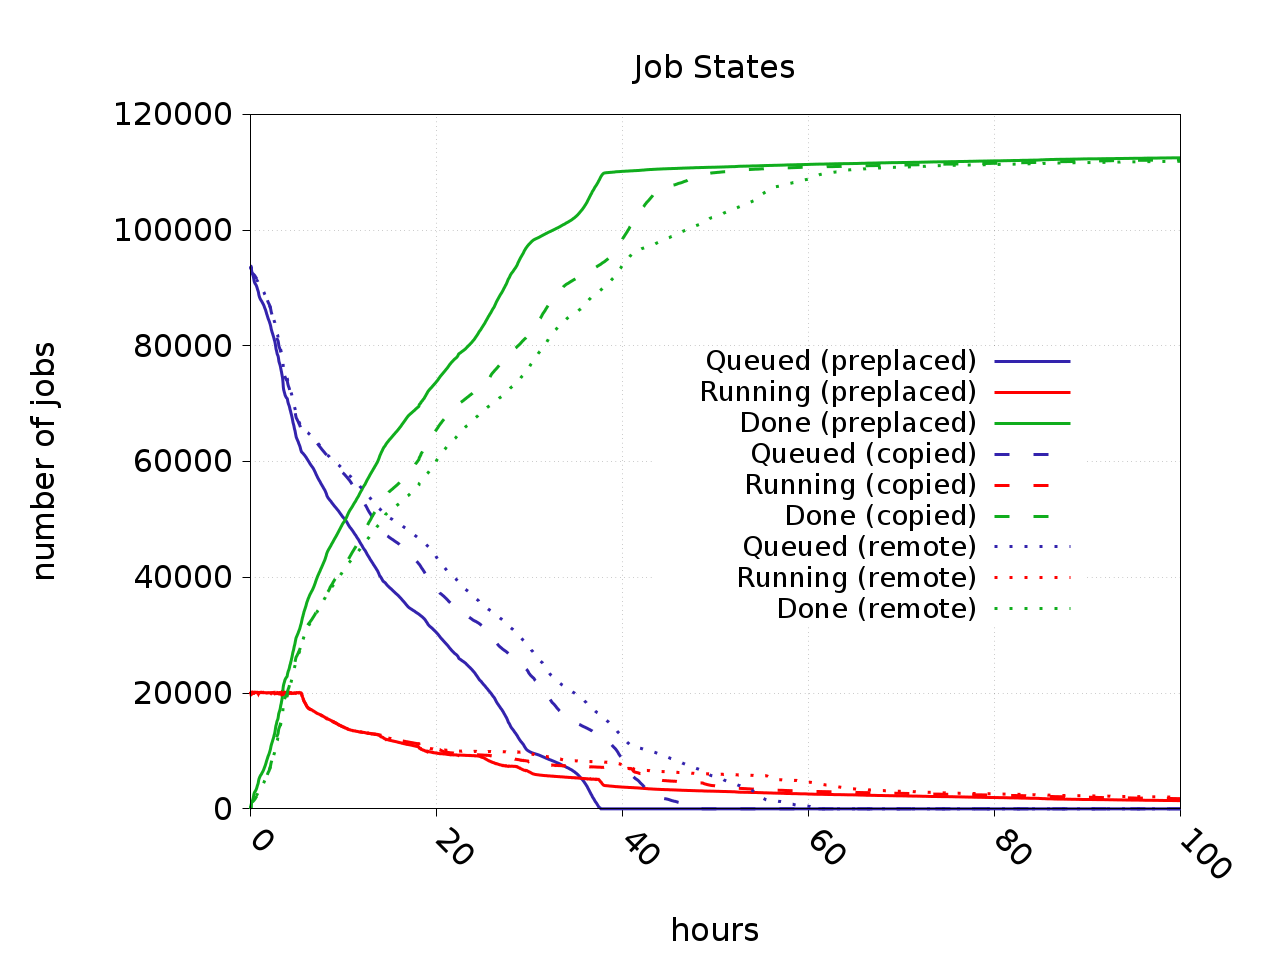 Job States
120000
100000
80000
60000
40000
20000
0
number of jobs
Queued (preplaced)
Running (preplaced)
Done (preplaced)
Queued (copied)
Running (copied)
Done (copied)
Queued (remote)
Running (remote)
Done (remote)
0
20
40
60
80
100
hours